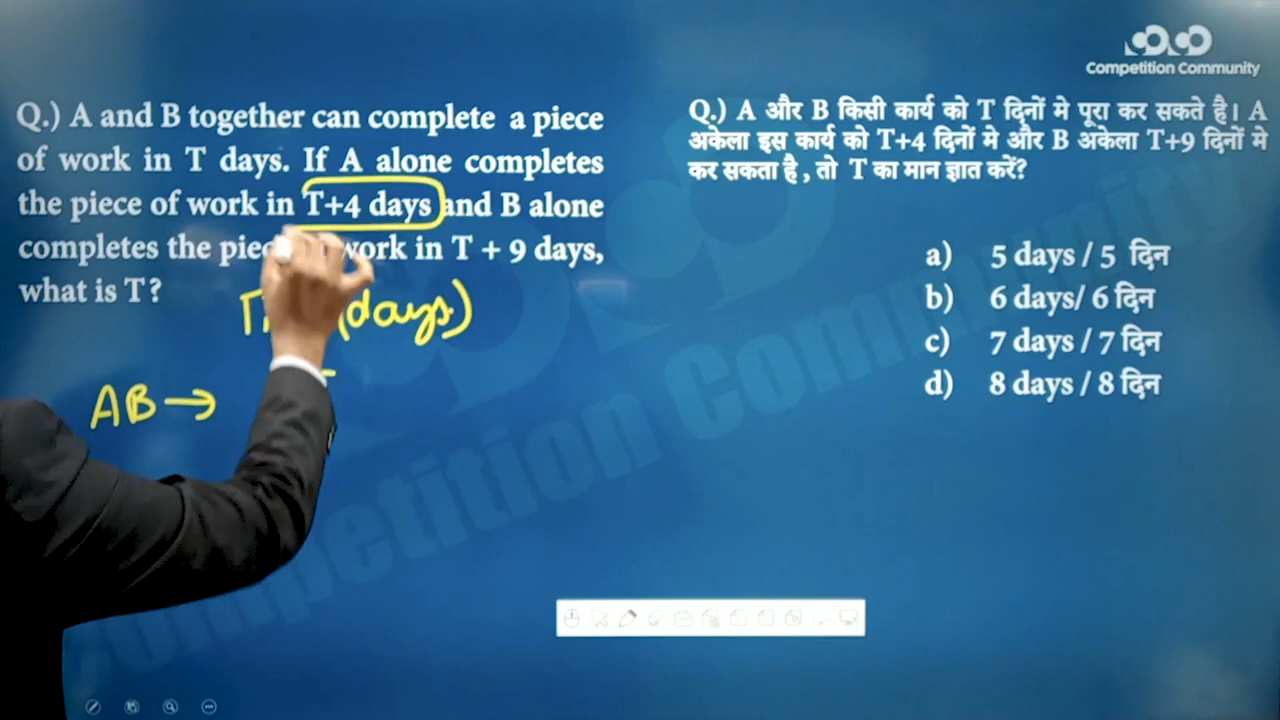 Competition Community
Q.) A and B together can complete a piece
of work in T days. If A alone completes
the piece of work in T+4 days and B alone
completes the work in T + 9 days,
what is T?
(days)
AB →
Q.) A और B किसी कार्य को T दिनों मे पूरा कर सकते है। A
अकेला इस कार्य को T+4 दिनों मे और B अकेला T+9 दिनों मे
कर सकता है , तो T का मान ज्ञात करें?
a) 5 days / 5 दिन
b) 6 days/ 6 दिन
c) 7 days / 7 दिन
d) 8 days / 8 दिन
Competition Community